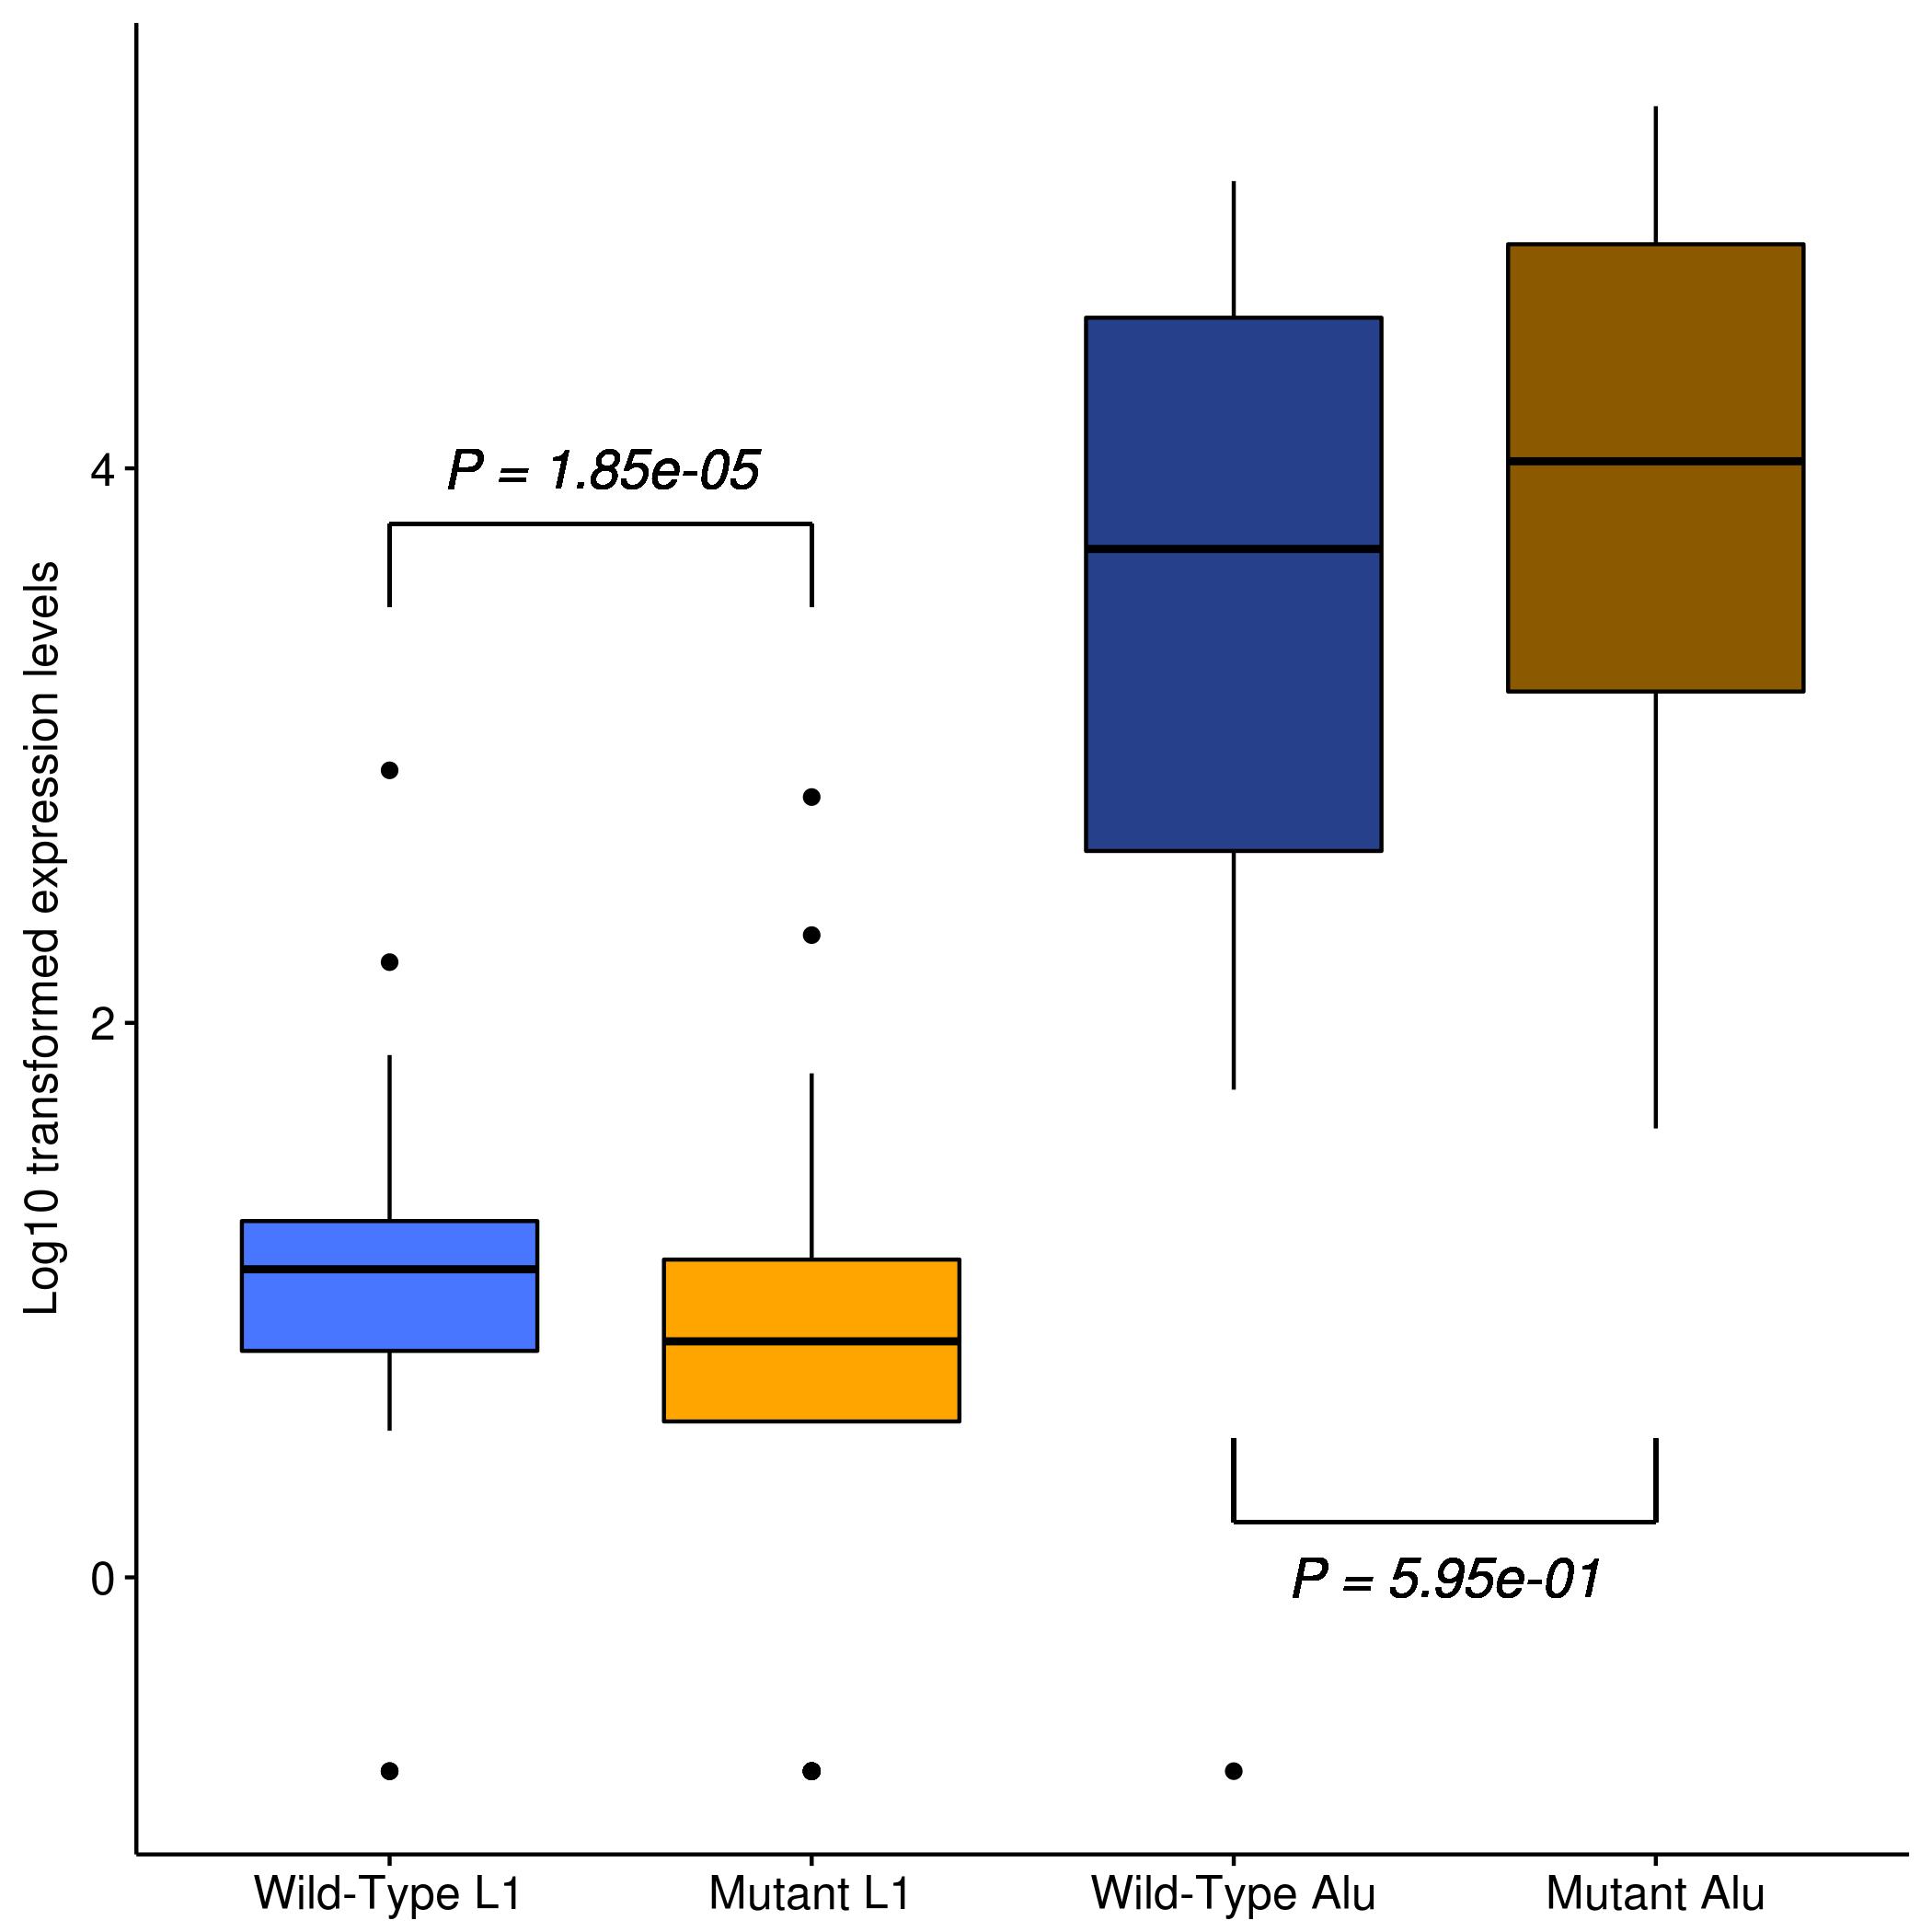 Log10 transformed expression levels
4
2
0
P = 1.85e-05
P = 5.95e-01
Wild-Type L1
Mutant L1
Wild-Type Alu
Mutant Alu